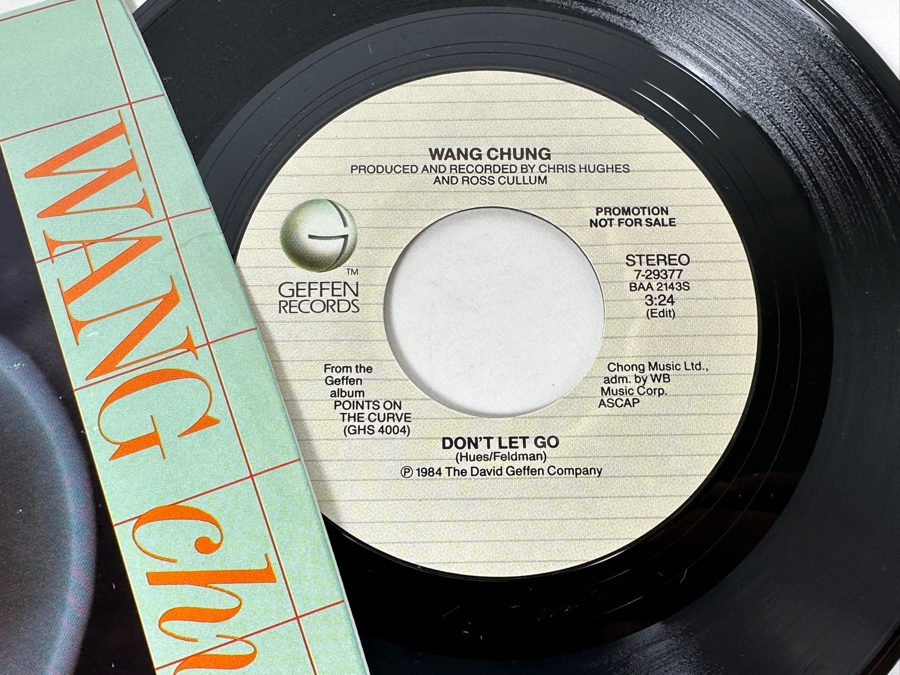 WANG chu
WANG CHUNG
PRODUCED AND RECORDED BY CHRIS HUGHES
AND ROSS CULLUM
PROMOTION
NOT FOR SALE
TM
GEFFEN
RECORDS
STEREO
7-29377
BAA 2143S
3:24
(Edit)
From the
Geffen
album
POINTS ON
THE CURVE
(GHS 4004)
Chong Music Ltd.,
adm. by WB
Music Corp.
ASCAP
DON'T LET GO
(Hues/Feldman)
℗ 1984 The David Geffen Company